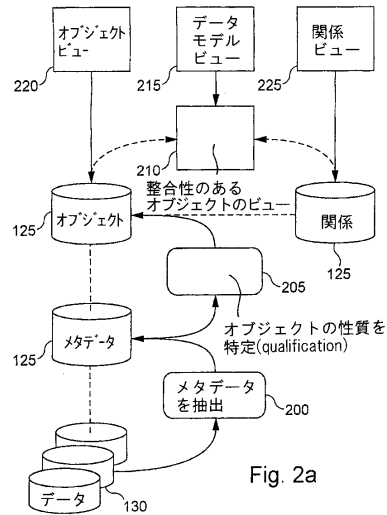 オブジェクト
ビュー
220
データ
モデル
ビュー
215
関係
ビュー
225
210
整合性のある
オブジェクトのビュー
125
オブジェクト
関係
125
205
オブジェクトの性質を
特定(qualification)
125
メタデータ
メタデータ
を抽出
200
データ
130
Fig. 2a